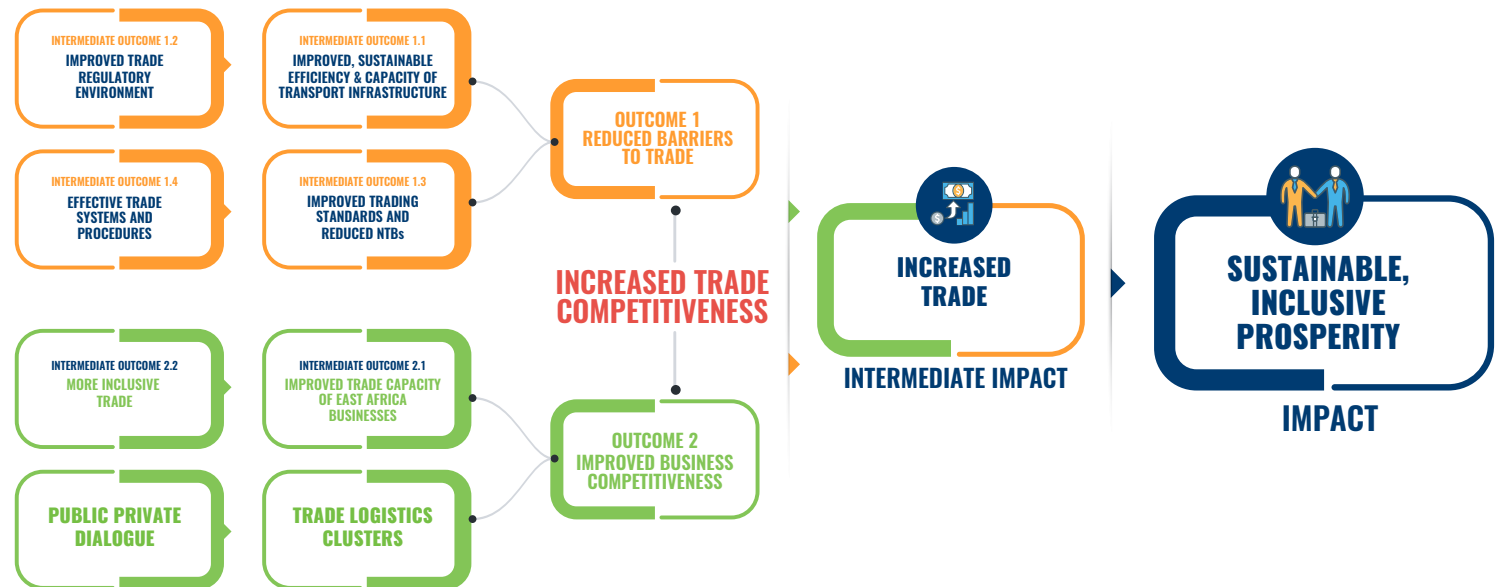 INTERMEDIATE OUTCOME 1.2
IMPROVED TRADE
REGULATORY
ENVIRONMENT
INTERMEDIATE OUTCOME 1.1
IMPROVED, SUSTAINABLE
EFFICIENCY & CAPACITY OF
TRANSPORT INFRASTRUCTURE
INTERMEDIATE OUTCOME 1.4
EFFECTIVE TRADE
SYSTEMS AND
PROCEDURES
INTERMEDIATE OUTCOME 1.3
IMPROVED TRADING
STANDARDS AND
REDUCED NTBs
OUTCOME 1
REDUCED BARRIERS
TO TRADE
INCREASED TRADE
COMPETITIVENESS
INTERMEDIATE OUTCOME 2.2
MORE INCLUSIVE
TRADE
INTERMEDIATE OUTCOME 2.1
IMPROVED TRADE CAPACITY
OF EAST AFRICA
BUSINESSES
PUBLIC PRIVATE
DIALOGUE
TRADE LOGISTICS
CLUSTERS
OUTCOME 2
IMPROVED BUSINESS
COMPETITIVENESS
$
$
INCREASED
TRADE
INTERMEDIATE IMPACT
SUSTAINABLE,
INCLUSIVE
PROSPERITY
IMPACT